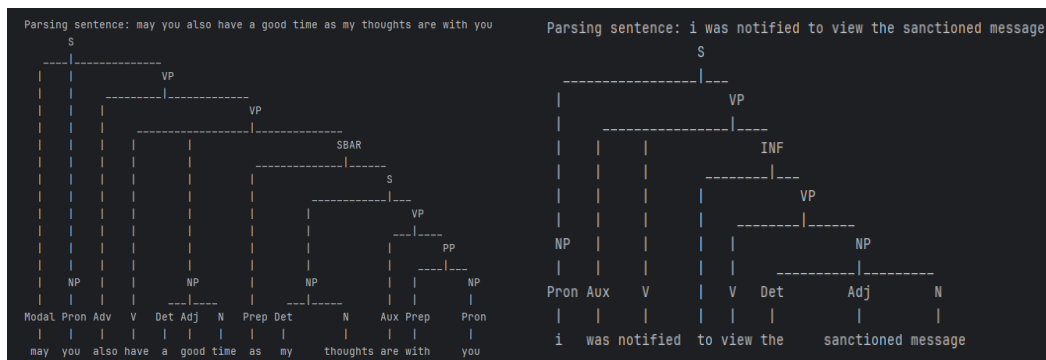 Parsing sentence: may you also have a good time as my thoughts are with you
S
VP
VP
SBAR
S
VP
PP
NP NP NP NP
Modal Pron Adv V Det Adj N Prep Det N Aux Prep Pron
may you also have a good time as my thoughts are with you
Parsing sentence: i was notified to view the sanctioned message
S
VP
INF
VP
NP NP
Pron Aux V V Det Adj N
i was notified to view the sanctioned message